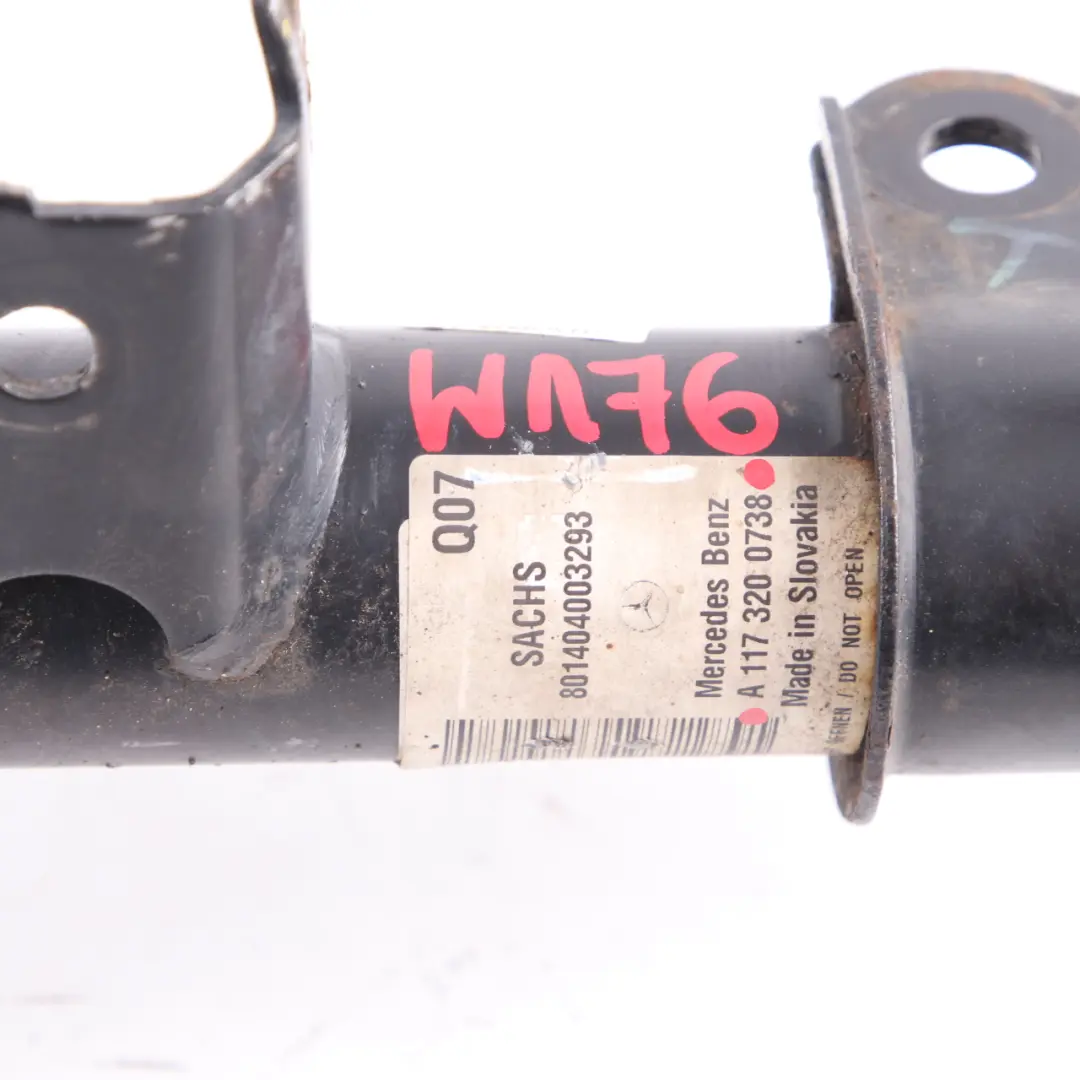 W176
Q07
SACHS
801404003293
Mercedes Benz
A 117 320 0738
Made in Slovakia
/ DO NOT OPEN
T